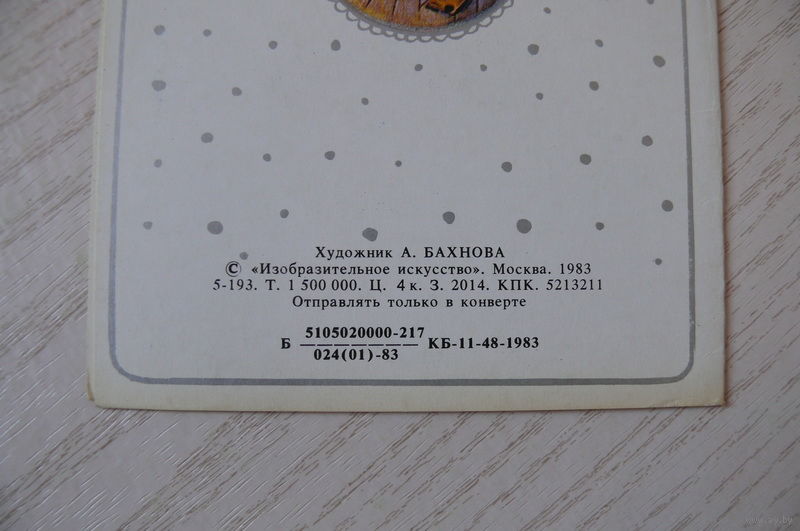 Художник А. БАХНОВА
© «Изобразительное искусство». Москва. 1983
5-193. Т. 1 500 000. Ц. 4 к. З. 2014. КПК. 5213211
Отправлять только в конверте
5105020000-217
Б ——————— КБ-11-48-1983
024(01)-83